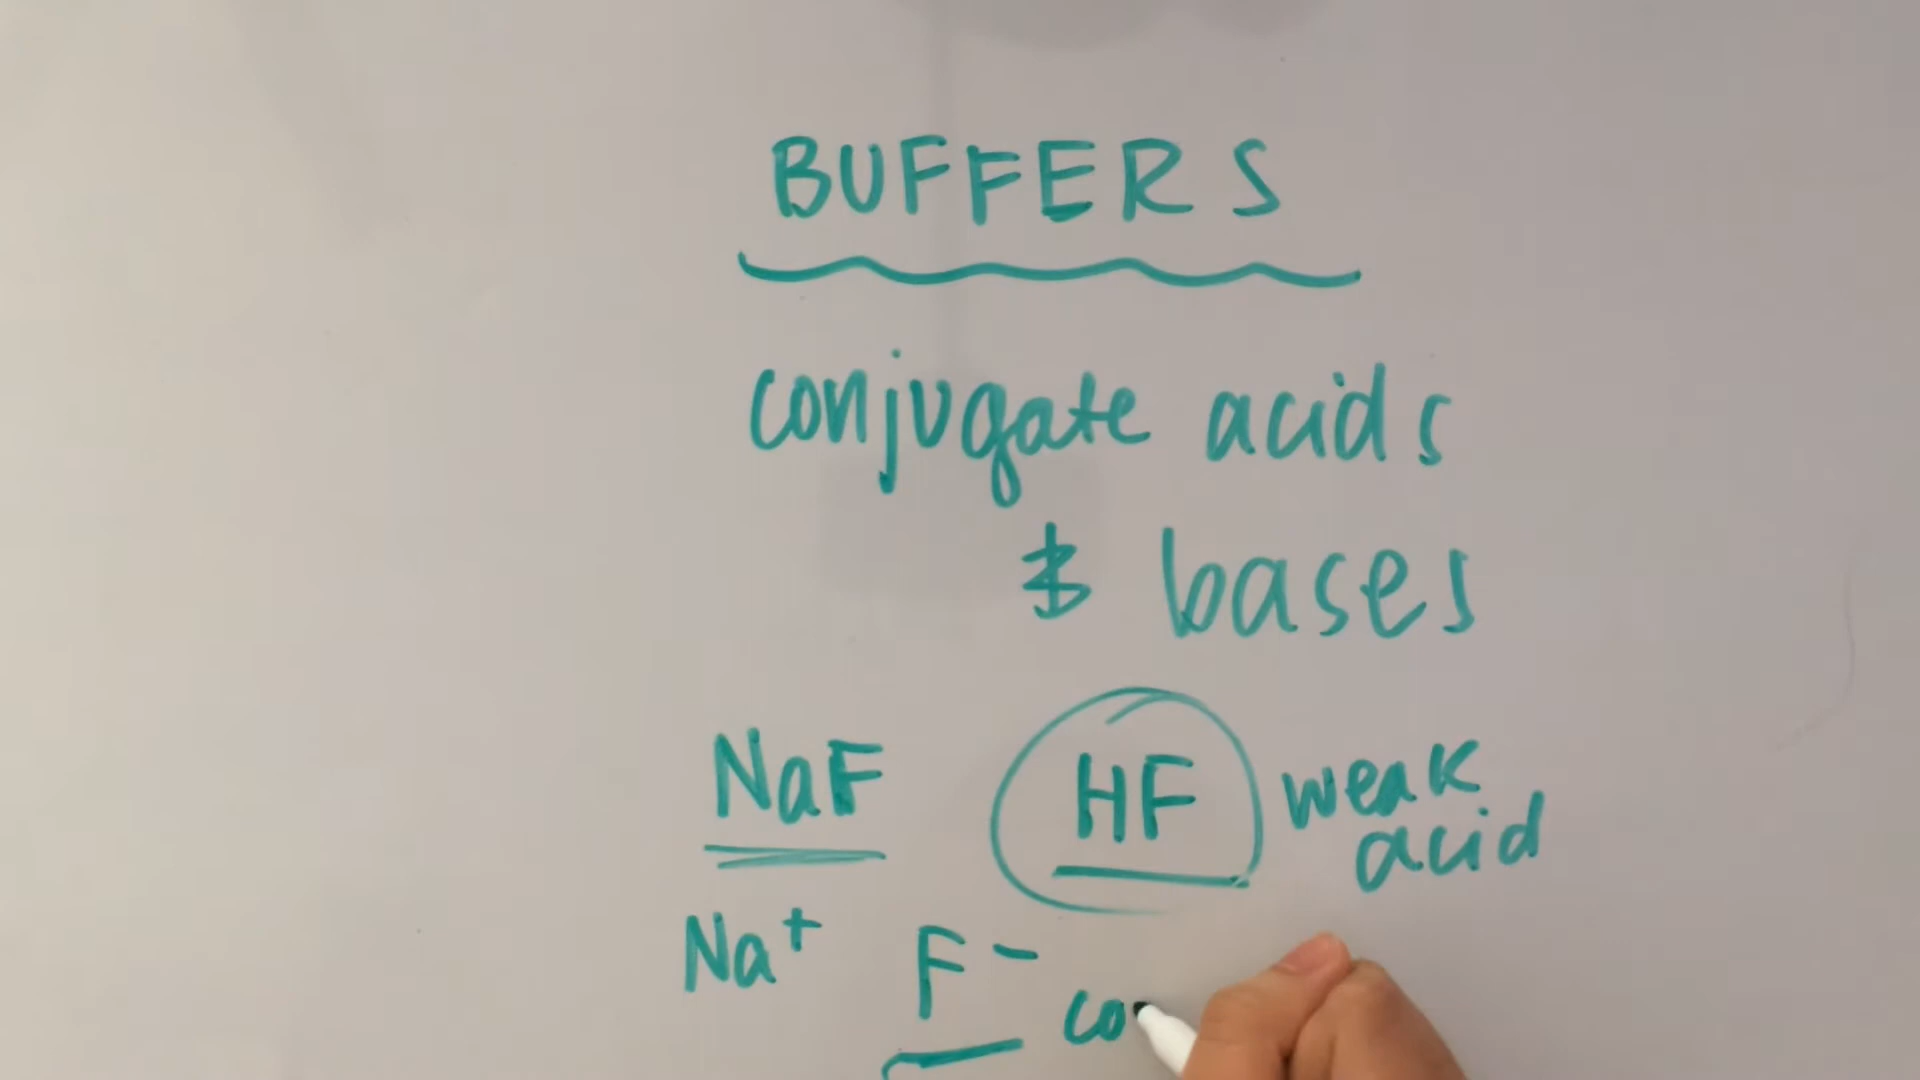 BUFFERS
conjugate acids
& bases
NaF HF weak
acid
Na+ F-
co